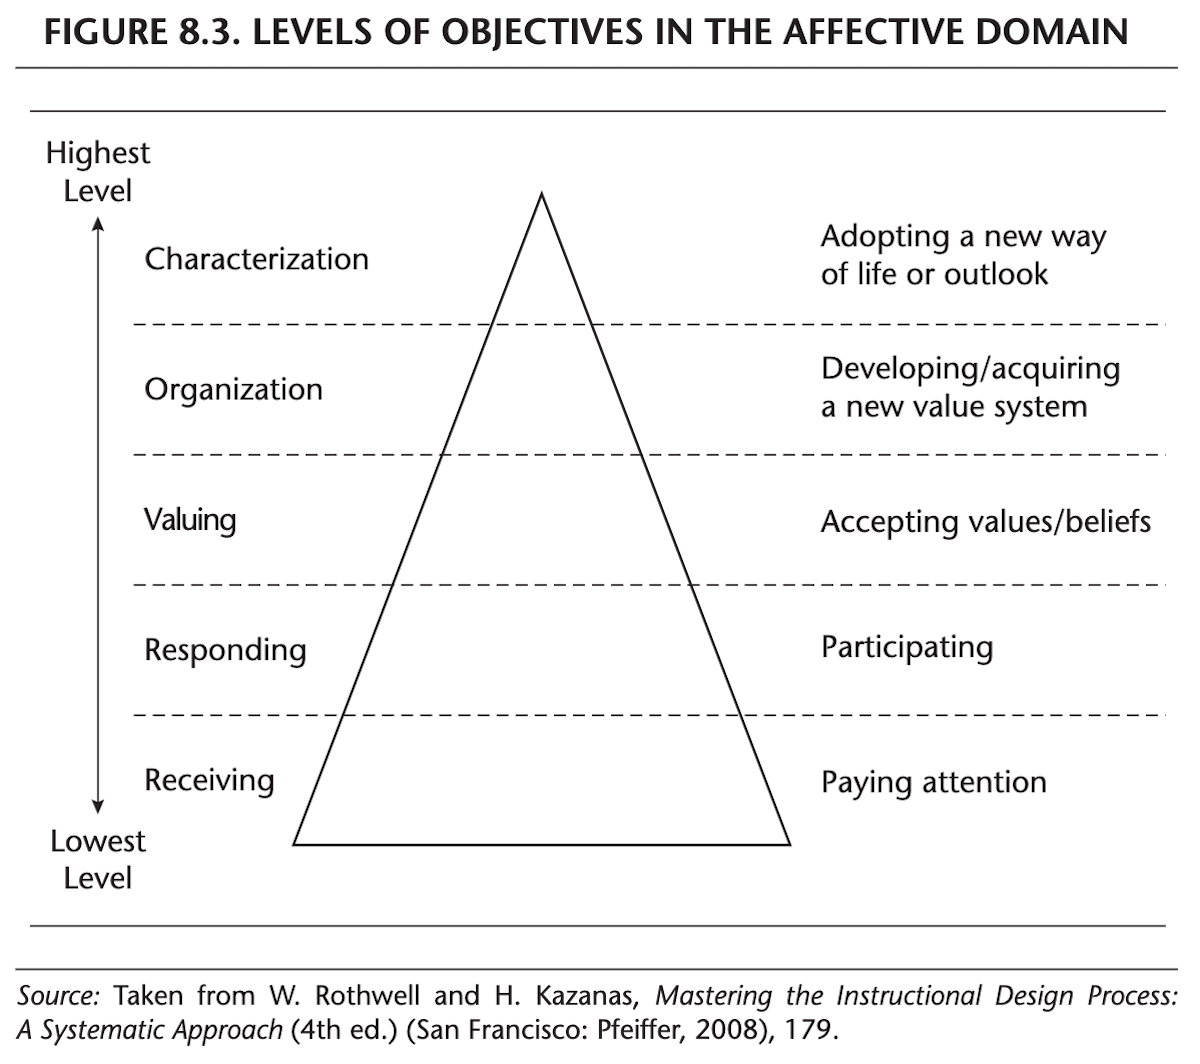 FIGURE 8.3. LEVELS OF OBJECTIVES IN THE AFFECTIVE DOMAIN
Highest
Level
Characterization
Adopting a new way
of life or outlook
Organization
Developing/acquiring
a new value system
Valuing
Accepting values/beliefs
Responding
Participating
Receiving
Paying attention
Lowest
Level
Source: Taken from W. Rothwell and H. Kazanas, Mastering the Instructional Design Process:
A Systematic Approach (4th ed.) (San Francisco: Pfeiffer, 2008), 179.